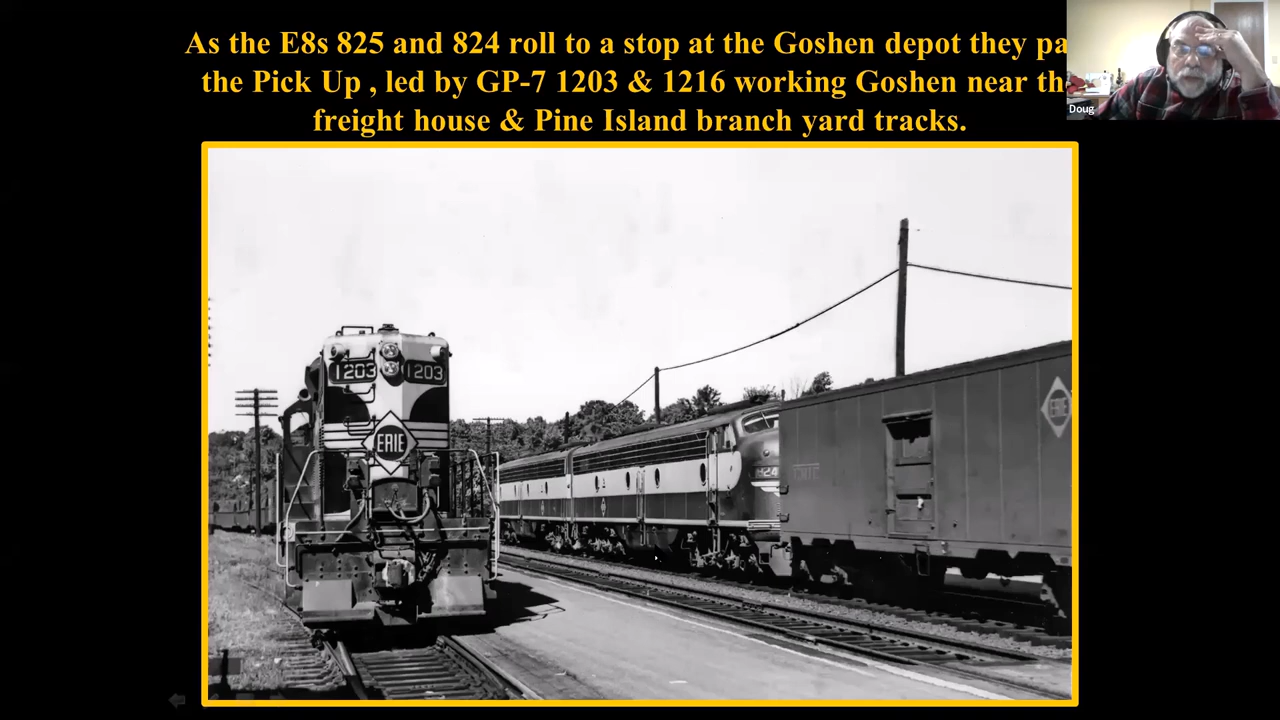 As the E8s 825 and 824 roll to a stop at the Goshen depot they pa
the Pick Up , led by GP-7 1203 & 1216 working Goshen near th
freight house & Pine Island branch yard tracks.
Doug
1203 1203
ERIE
824
ERIE
ERIE